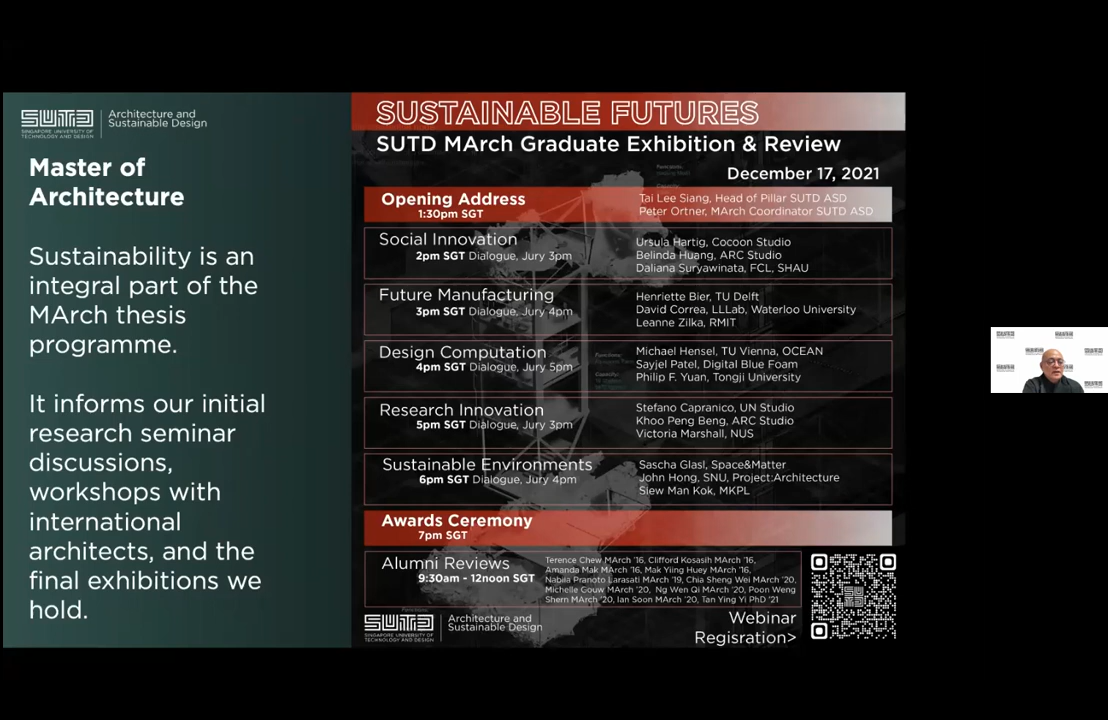 SUTD
SINGAPORE UNIVERSITY OF
TECHNOLOGY AND DESIGN
Architecture and
Sustainable Design
Master of
Architecture
Sustainability is an
integral part of the
MArch thesis
programme.
It informs our initial
research seminar
discussions,
workshops with
international
architects, and the
final exhibitions we
hold.
SUSTAINABLE FUTURES
SUTD MArch Graduate Exhibition & Review
December 17, 2021
Opening Address
1:30pm SGT
Tai Lee Siang, Head of Pillar SUTD ASD
Peter Ortner, MArch Coordinator SUTD ASD
Social Innovation
2pm SGT Dialogue, Jury 3pm
Ursula Hartig, Cocoon Studio
Belinda Huang, ARC Studio
Daliana Suryawinata, FCL, SHAU
Future Manufacturing
3pm SGT Dialogue, Jury 4pm
Henriette Bier, TU Delft
David Correa, LLLab, Waterloo University
Leanne Zilka, RMIT
Design Computation
4pm SGT Dialogue, Jury 5pm
Michael Hensel, TU Vienna, OCEAN
Sayjel Patel, Digital Blue Foam
Philip F. Yuan, Tongji University
Research Innovation
5pm SGT Dialogue, Jury 3pm
Stefano Capranico, UN Studio
Khoo Peng Beng, ARC Studio
Victoria Marshall, NUS
Sustainable Environments
6pm SGT Dialogue, Jury 4pm
Sascha Glasl, Space&Matter
John Hong, SNU, Project:Architecture
Siew Man Kok, MKPL
Awards Ceremony
7pm SGT
Alumni Reviews
9:30am - 12noon SGT
Terence Chew MArch '16, Clifford Kosasih MArch '16,
Amanda Mak MArch '16, Mak Yiing Huey MArch '16,
Nabila Pranoto Larasati MArch '19, Chia Sheng Wei MArch '20,
Michelle Gouw MArch '20, Ng Wen Qi MArch '20, Poon Weng
Shern MArch '20, Ian Soon MArch '20, Tan Ying Yi PhD '21
SUTD
SINGAPORE UNIVERSITY OF
TECHNOLOGY AND DESIGN
Architecture and
Sustainable Design
Webinar
Regisration>